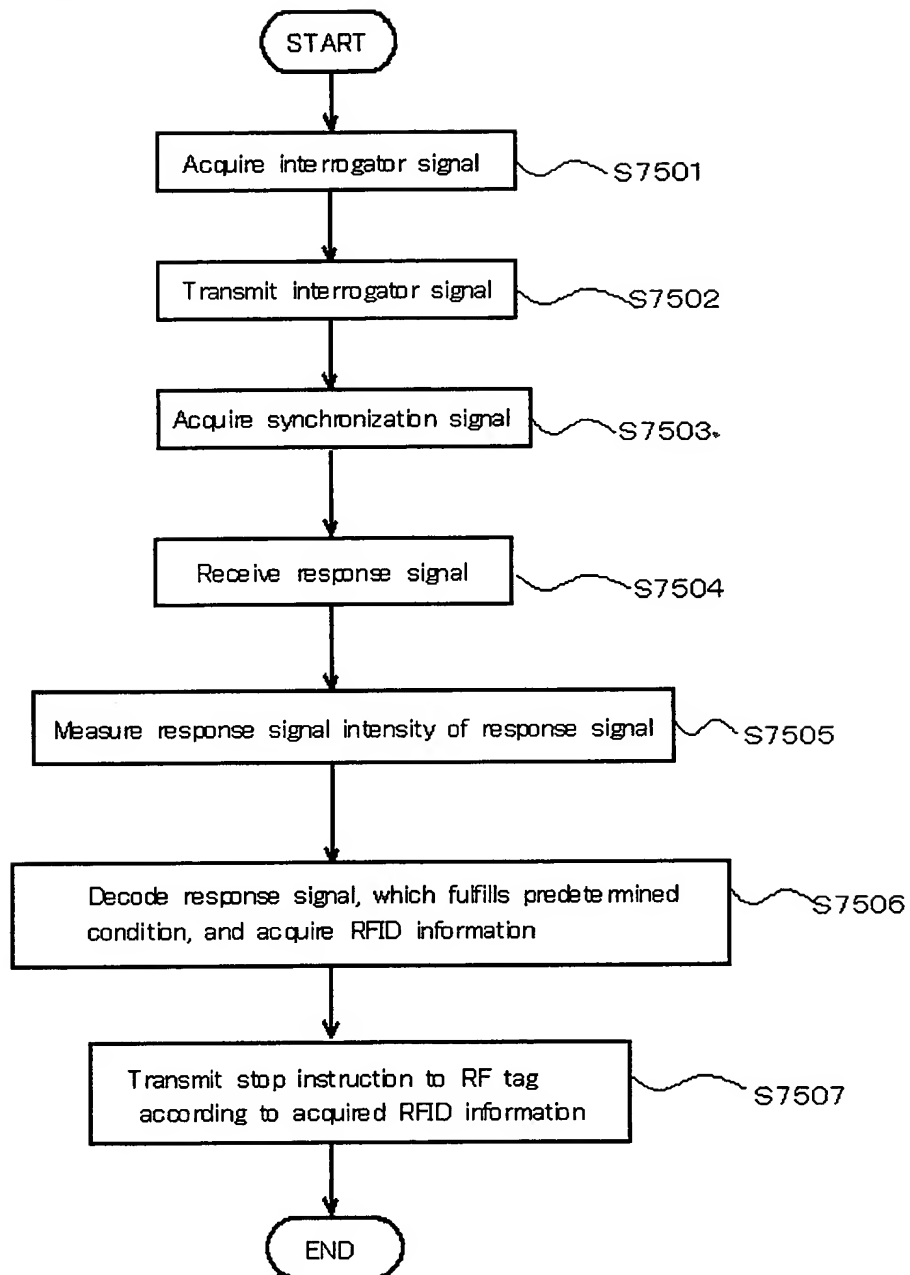 START
Acquire interrogator signal
S7501
Transmit interrogator signal
S7502
Acquire synchronization signal
S7503.
Receive response signal
S7504
Measure response signal intensity of response signal
S7505
Decode response signal, which fulfills predetermined
condition, and acquire RFID information
S7506
Transmit stop instruction to RF tag
according to acquired RFID information
S7507
END